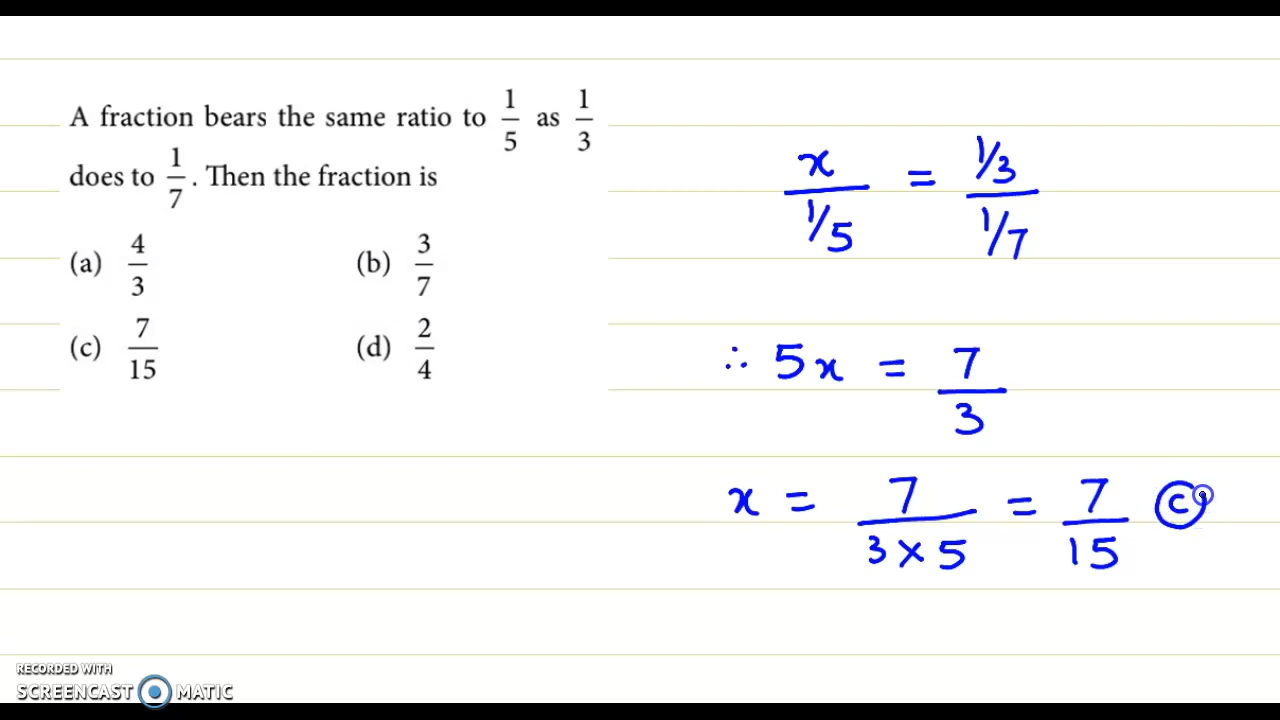 A fraction bears the same ratio to 1/5 as 1/3
does to 1/7. Then the fraction is
(a) 4/3 (b) 3/7
(c) 7/15 (d) 2/4
x/(1/5) = (1/3)/(1/7)
∴ 5x = 7/3
x = 7/(3×5) = 7/15 (c)
RECORDED WITH
SCREENCAST MATIC